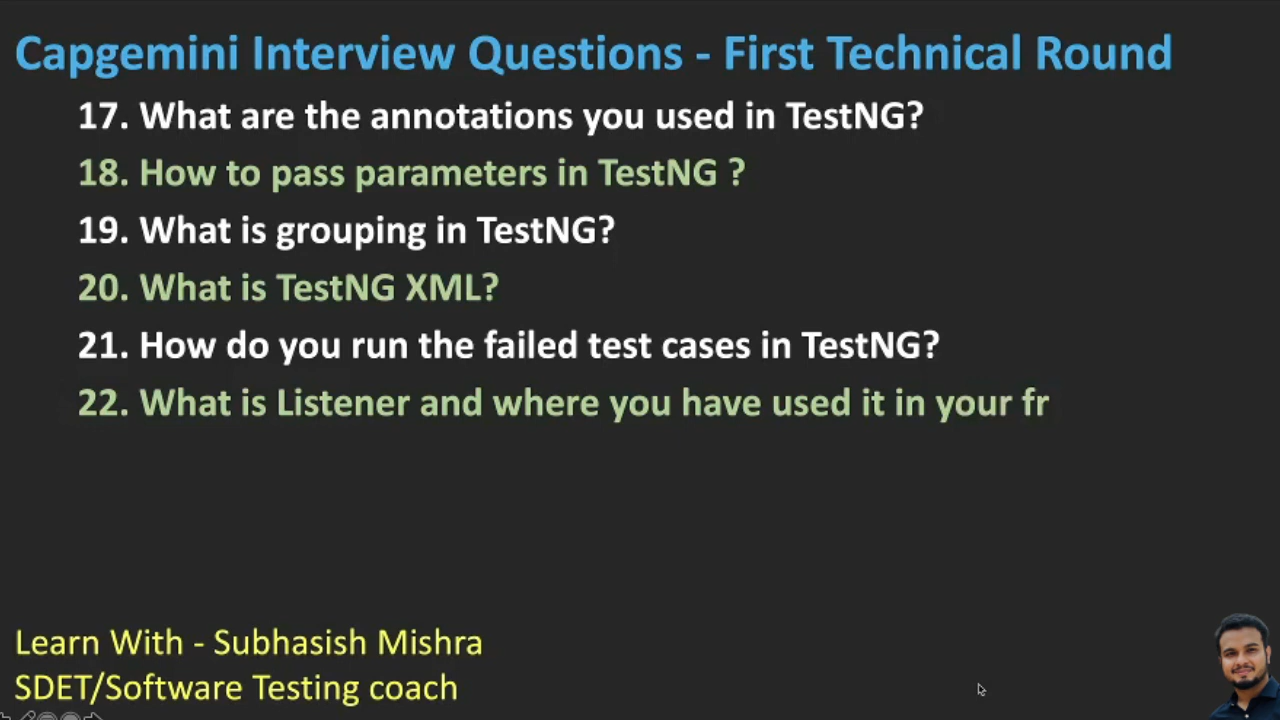 Capgemini Interview Questions - First Technical Round
17. What are the annotations you used in TestNG?
18. How to pass parameters in TestNG ?
19. What is grouping in TestNG?
20. What is TestNG XML?
21. How do you run the failed test cases in TestNG?
22. What is Listener and where you have used it in your fr
Learn With - Subhasish Mishra
SDET/Software Testing coach